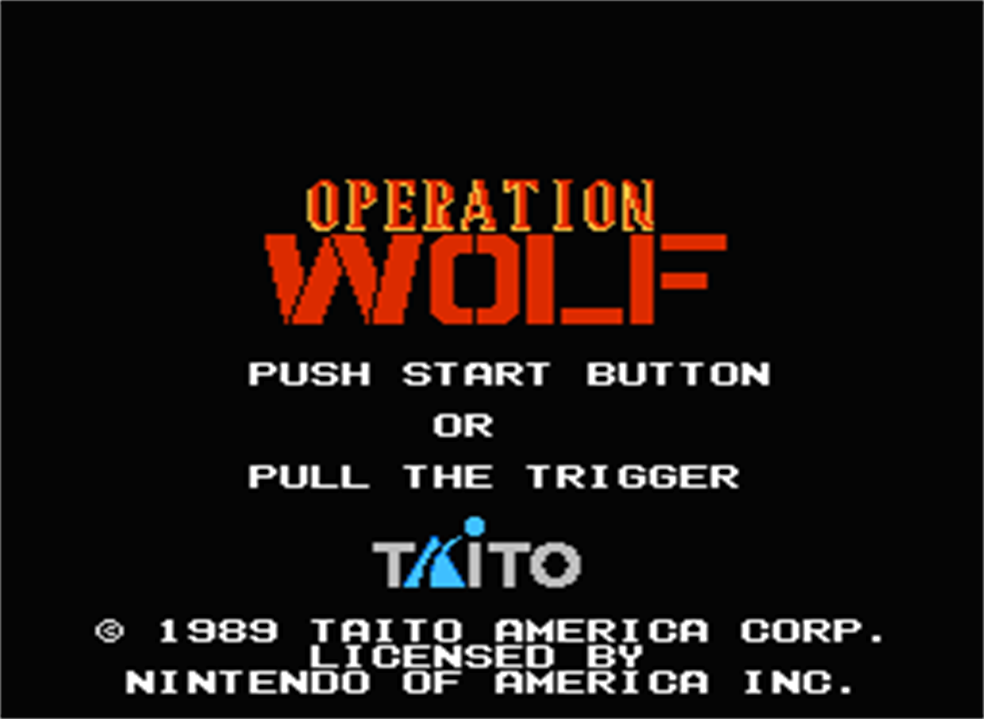 OPERATION
WOLF
PUSH START BUTTON
OR
PULL THE TRIGGER
TAiTO
© 1989 TAITO AMERICA CORP.
LICENSED BY
NINTENDO OF AMERICA INC.